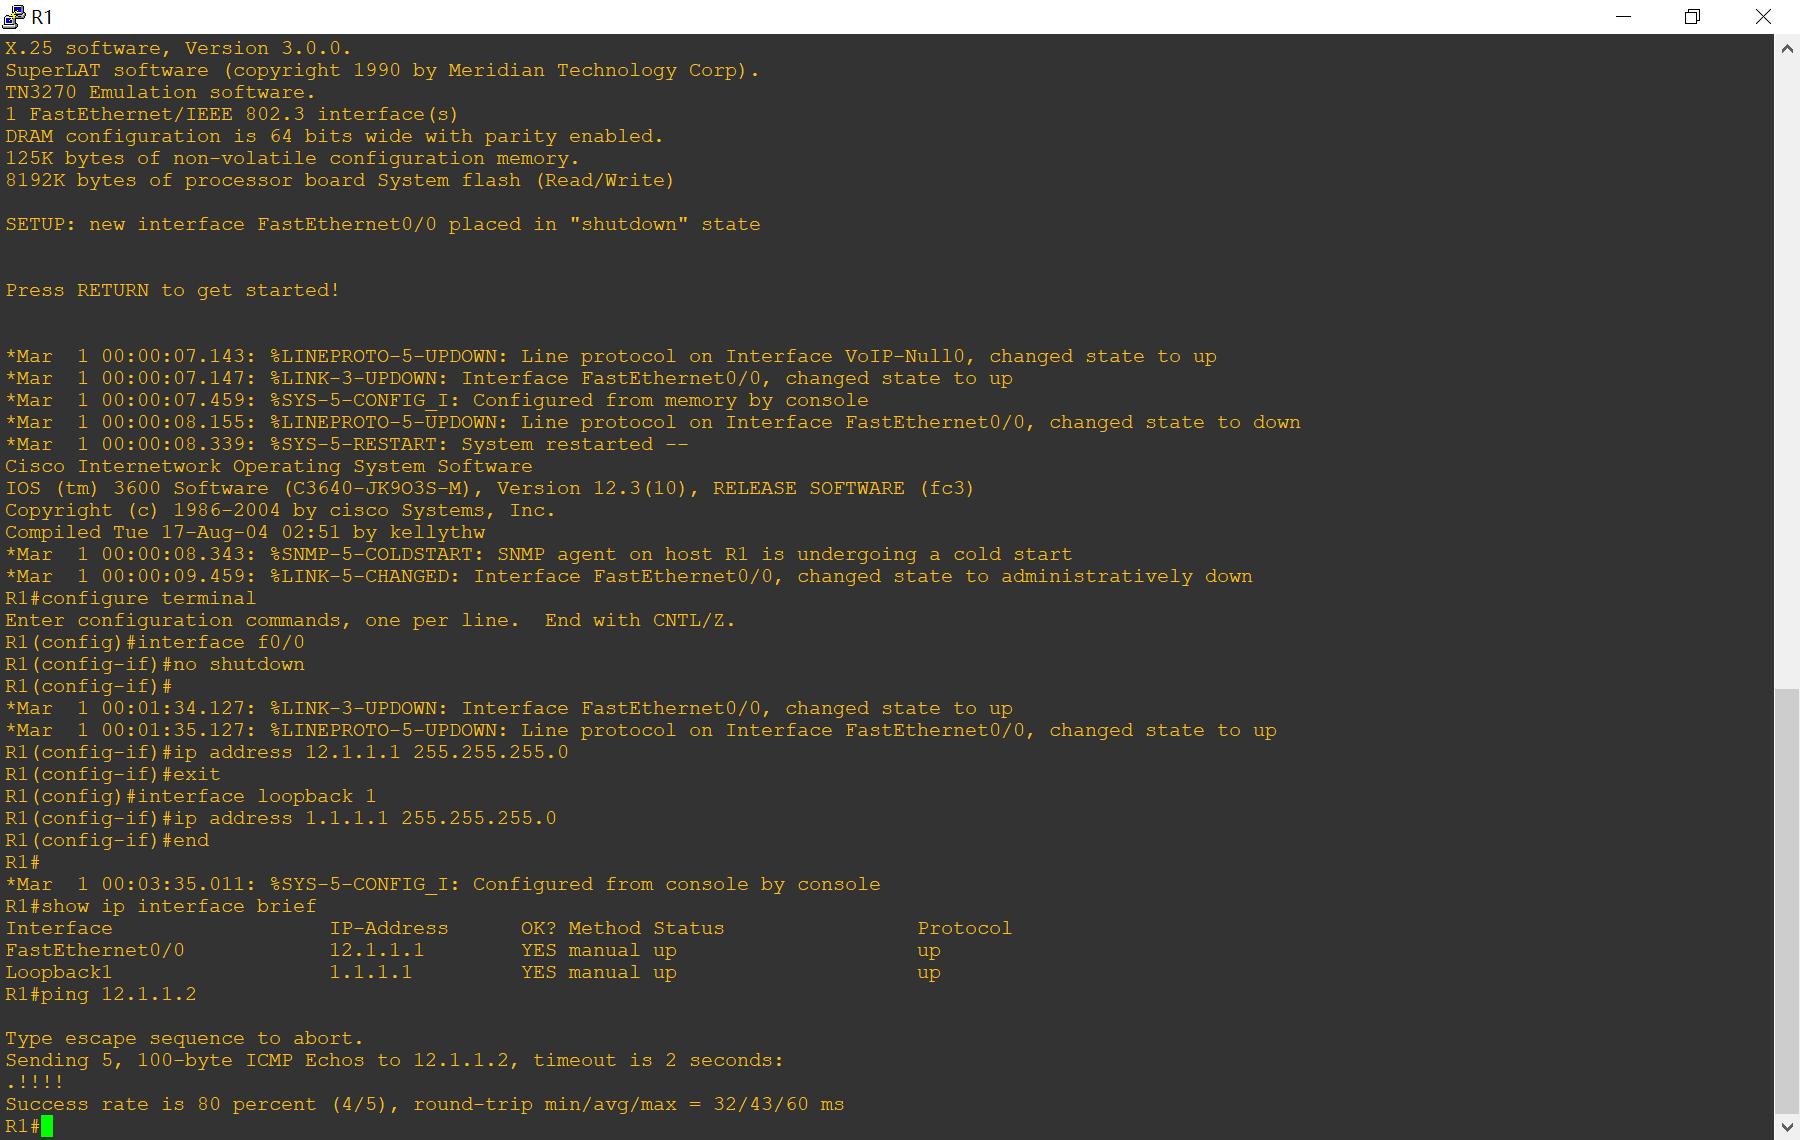 R1
X.25 software, Version 3.0.0.
SuperLAT software (copyright 1990 by Meridian Technology Corp).
TN3270 Emulation software.
1 FastEthernet/IEEE 802.3 interface(s)
DRAM configuration is 64 bits wide with parity enabled.
125K bytes of non-volatile configuration memory.
8192K bytes of processor board System flash (Read/Write)
SETUP: new interface FastEthernet0/0 placed in "shutdown" state
Press RETURN to get started!
*Mar  1 00:00:07.143: %LINEPROTO-5-UPDOWN: Line protocol on Interface VoIP-Null0, changed state to up
*Mar  1 00:00:07.147: %LINK-3-UPDOWN: Interface FastEthernet0/0, changed state to up
*Mar  1 00:00:07.459: %SYS-5-CONFIG_I: Configured from memory by console
*Mar  1 00:00:08.155: %LINEPROTO-5-UPDOWN: Line protocol on Interface FastEthernet0/0, changed state to down
*Mar  1 00:00:08.339: %SYS-5-RESTART: System restarted --
Cisco Internetwork Operating System Software
IOS (tm) 3600 Software (C3640-JK9O3S-M), Version 12.3(10), RELEASE SOFTWARE (fc3)
Copyright (c) 1986-2004 by cisco Systems, Inc.
Compiled Tue 17-Aug-04 02:51 by kellythw
*Mar  1 00:00:08.343: %SNMP-5-COLDSTART: SNMP agent on host R1 is undergoing a cold start
*Mar  1 00:00:09.459: %LINK-5-CHANGED: Interface FastEthernet0/0, changed state to administratively down
R1#configure terminal
Enter configuration commands, one per line.  End with CNTL/Z.
R1(config)#interface f0/0
R1(config-if)#no shutdown
R1(config-if)#
*Mar  1 00:01:34.127: %LINK-3-UPDOWN: Interface FastEthernet0/0, changed state to up
*Mar  1 00:01:35.127: %LINEPROTO-5-UPDOWN: Line protocol on Interface FastEthernet0/0, changed state to up
R1(config-if)#ip address 12.1.1.1 255.255.255.0
R1(config-if)#exit
R1(config)#interface loopback 1
R1(config-if)#ip address 1.1.1.1 255.255.255.0
R1(config-if)#end
R1#
*Mar  1 00:03:35.011: %SYS-5-CONFIG_I: Configured from console by console
R1#show ip interface brief
Interface                  IP-Address      OK? Method Status                Protocol
FastEthernet0/0            12.1.1.1        YES manual up                    up
Loopback1                  1.1.1.1         YES manual up                    up
R1#ping 12.1.1.2
Type escape sequence to abort.
Sending 5, 100-byte ICMP Echos to 12.1.1.2, timeout is 2 seconds:
.!!!!
Success rate is 80 percent (4/5), round-trip min/avg/max = 32/43/60 ms
R1#